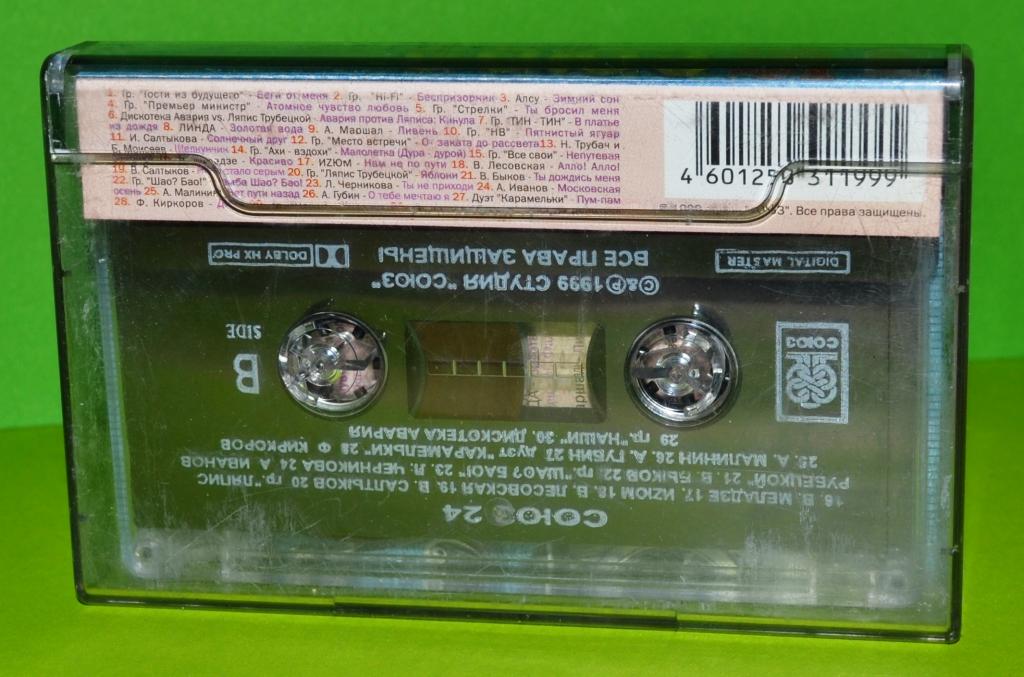 1. Гр. "Гости из будущего" - Беги от меня 2. Гр. "Hi-Fi" - Беспризорник 3. Алсу - Зимний сон
4. Гр. "Премьер министр" - Атомное чувство любовь 5. Гр. "Стрелки" - Ты бросил меня
6. Дискотека Авария vs. Ляпис Трубецкой - Авария против Ляписа: Канула 7. Гр. "ТИН - ТИН" - В платье
из дождя 8. ЛИНДА - Золотая вода 9. А. Маршал - Ливень 10. Гр. "НВ" - Пятнистый ягуар
11. И. Салтыкова - Солнечный друг 12. Гр. "Место встречи" - От заката до рассвета 13. Н. Трубач и
Б. Моисеев - Щелкунчик 14. Гр. "Ахи - вздохи" - Малолетка (Дура - дурой) 15. Гр. "Все свои" - Непутевая
- Красиво 17. ИZЮМ - Нам не по пути 18. В. Лесовская - Алло! Алло!
19. В. Салтыков - стало серым 20. Гр. "Ляпис Трубецкой" - Яблони 21. В. Быков - Ты дождись меня
22. Гр. "Шао? Бао!" Шао? Бао! 23. Л. Черникова - Ты не приходи 24. А. Иванов - Московская
осень 25. А. Малинин - нет пути назад 26. А. Губин - О тебе мечтаю я 27. Дуэт "Карамельки" - Пум-пам
28. Ф. Киркоров -
4 601250 311999
Все права защищены.
DIGITAL MASTER
ВСЕ ПРАВА ЗАЩИЩЕНЫ
DOLBY HX PRO
©&℗ 1999 СТУДИЯ "СОЮЗ"
СОЮЗ
B
SIDE
СОЮЗ 24
16. В. МЕЛАДЗЕ 17. ИZЮМ 18. В. ЛЕСОВСКАЯ 19. В. САЛТЫКОВ 20 гр. "ЛЯПИС
РУБЕЦКОЙ" 21. В. БЫКОВ 22. гр. "ШАО? БАО!" 23. Л. ЧЕРНИКОВА 24 А. ИВАНОВ
25. А. МАЛИНИН 26. А. ГУБИН 27 дуэт "КАРАМЕЛЬКИ" 28 Ф КИРКОРОВ
29 гр. "НАШИ" 30. ДИСКОТЕКА АВАРИЯ